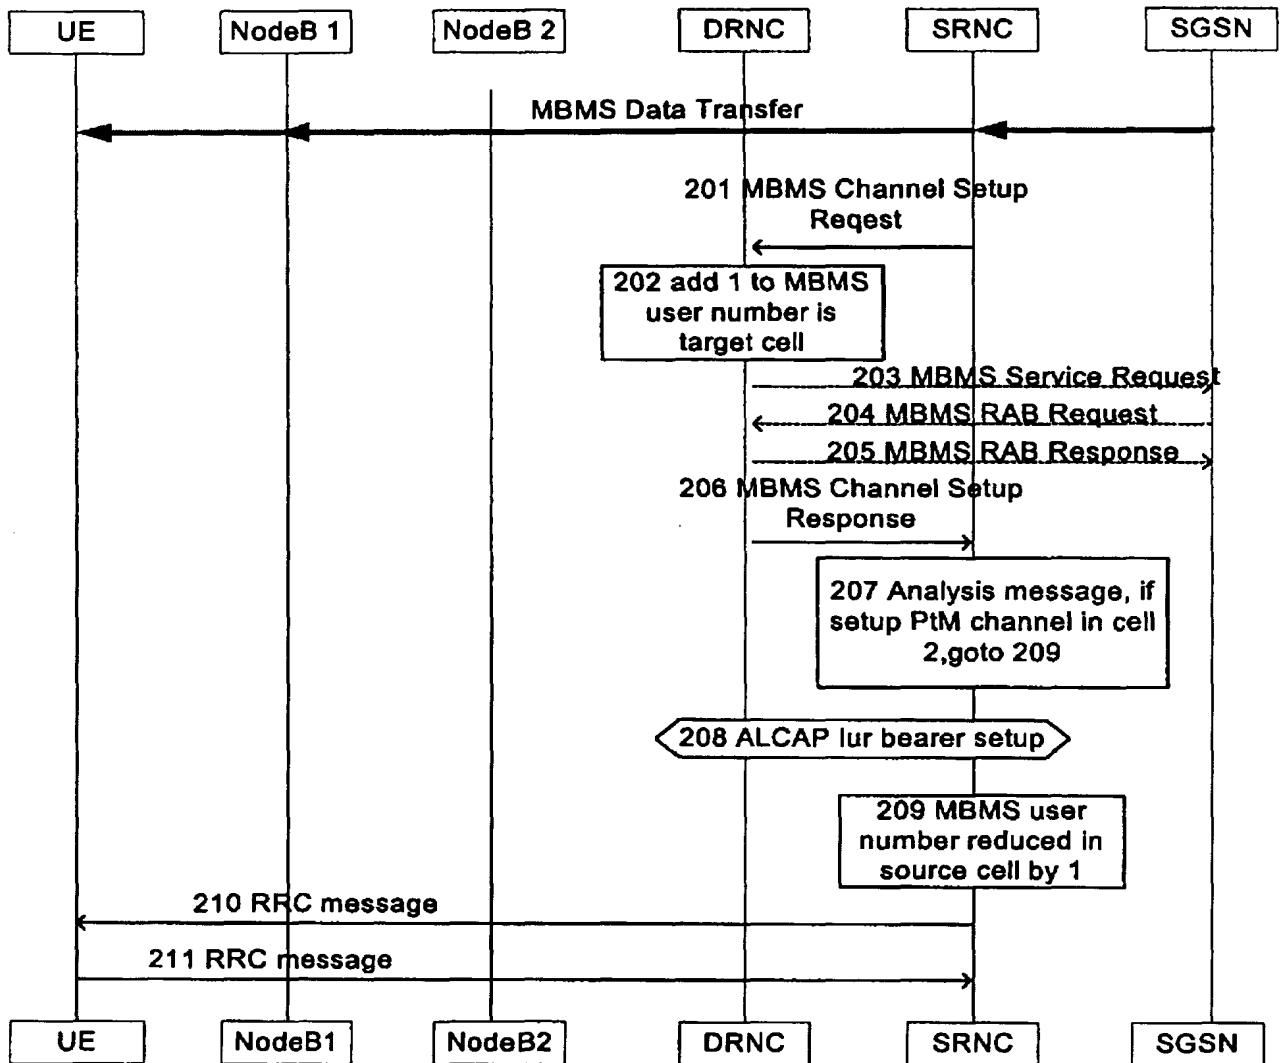 UE NodeB 1 NodeB 2 DRNC SRNC SGSN
MBMS Data Transfer
201 MBMS Channel Setup
Reqest
202 add 1 to MBMS
user number is
target cell
203 MBMS Service Request
204 MBMS RAB Request
205 MBMS RAB Response
206 MBMS Channel Setup
Response
207 Analysis message, if
setup PtM channel in cell
2,goto 209
208 ALCAP Iur bearer setup
209 MBMS user
number reduced in
source cell by 1
210 RRC message
211 RRC message
UE NodeB1 NodeB2 DRNC SRNC SGSN